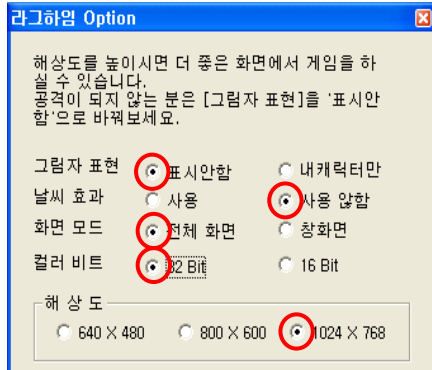 라그하임 Option
해상도를 높이시면 더 좋은 화면에서 게임을 하
실 수 있습니다.
공격이 되지 않는 분은 [그림자 표현]을 '표시안
함'으로 바꿔보세요.
그림자 표현 표시안함 내캐릭터만
날씨 효과 사용 사용 않함
화면 모드 전체 화면 창화면
컬러 비트 32 Bit 16 Bit
해 상 도
640 X 480 800 X 600 1024 X 768